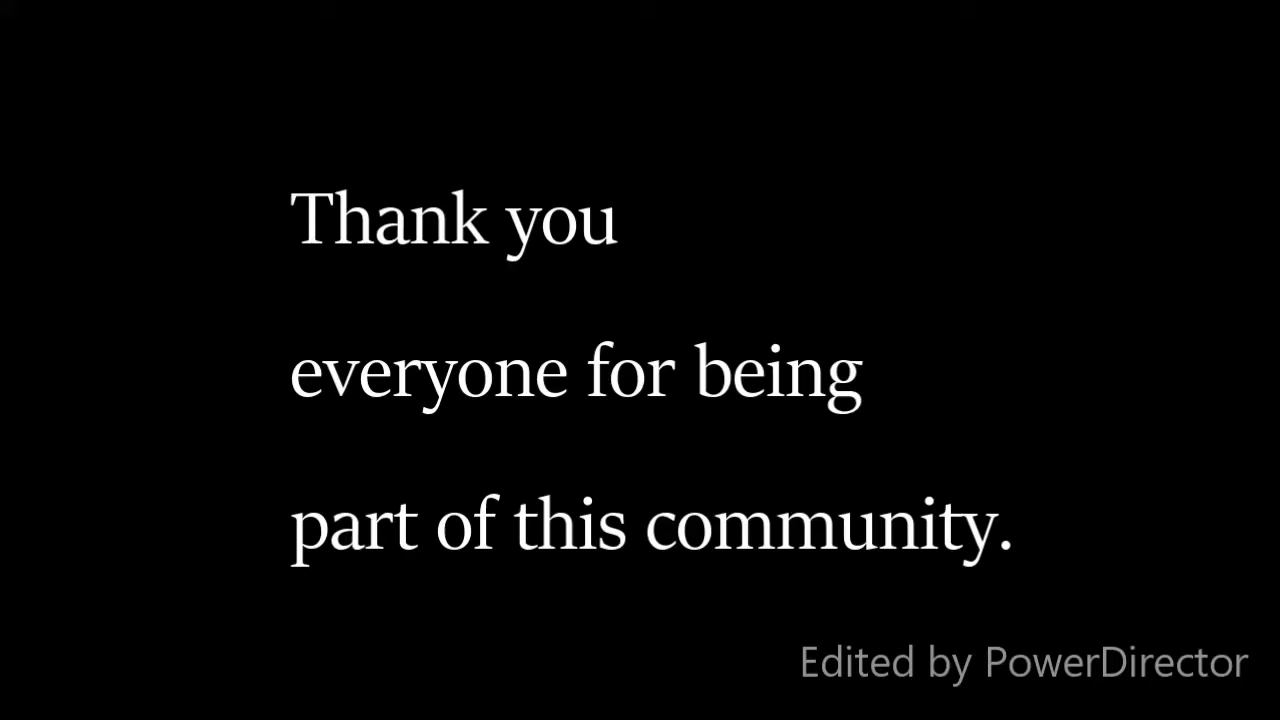 Thank you
everyone for being
part of this community.
Edited by PowerDirector